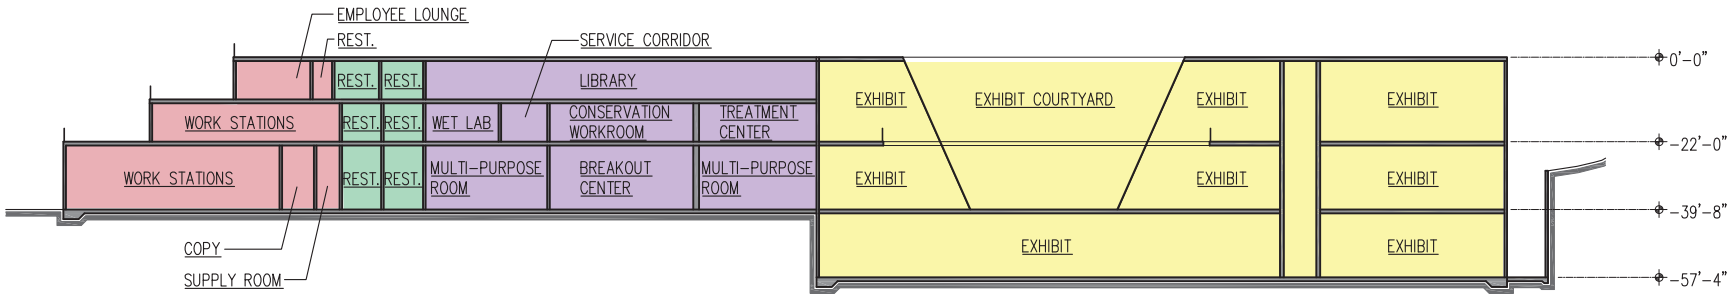 EMPLOYEE LOUNGE
REST.
SERVICE CORRIDOR
0'-0"
REST.
REST.
LIBRARY
EXHIBIT
EXHIBIT COURTYARD
EXHIBIT
EXHIBIT
WORK STATIONS
REST.
REST.
WET LAB
CONSERVATION
WORKROOM
TREATMENT
CENTER
-22'-0"
WORK STATIONS
REST.
REST.
MULTI-PURPOSE
ROOM
BREAKOUT
CENTER
MULTI-PURPOSE
ROOM
EXHIBIT
EXHIBIT
EXHIBIT
-39'-8"
COPY
EXHIBIT
EXHIBIT
SUPPLY ROOM
-57'-4"